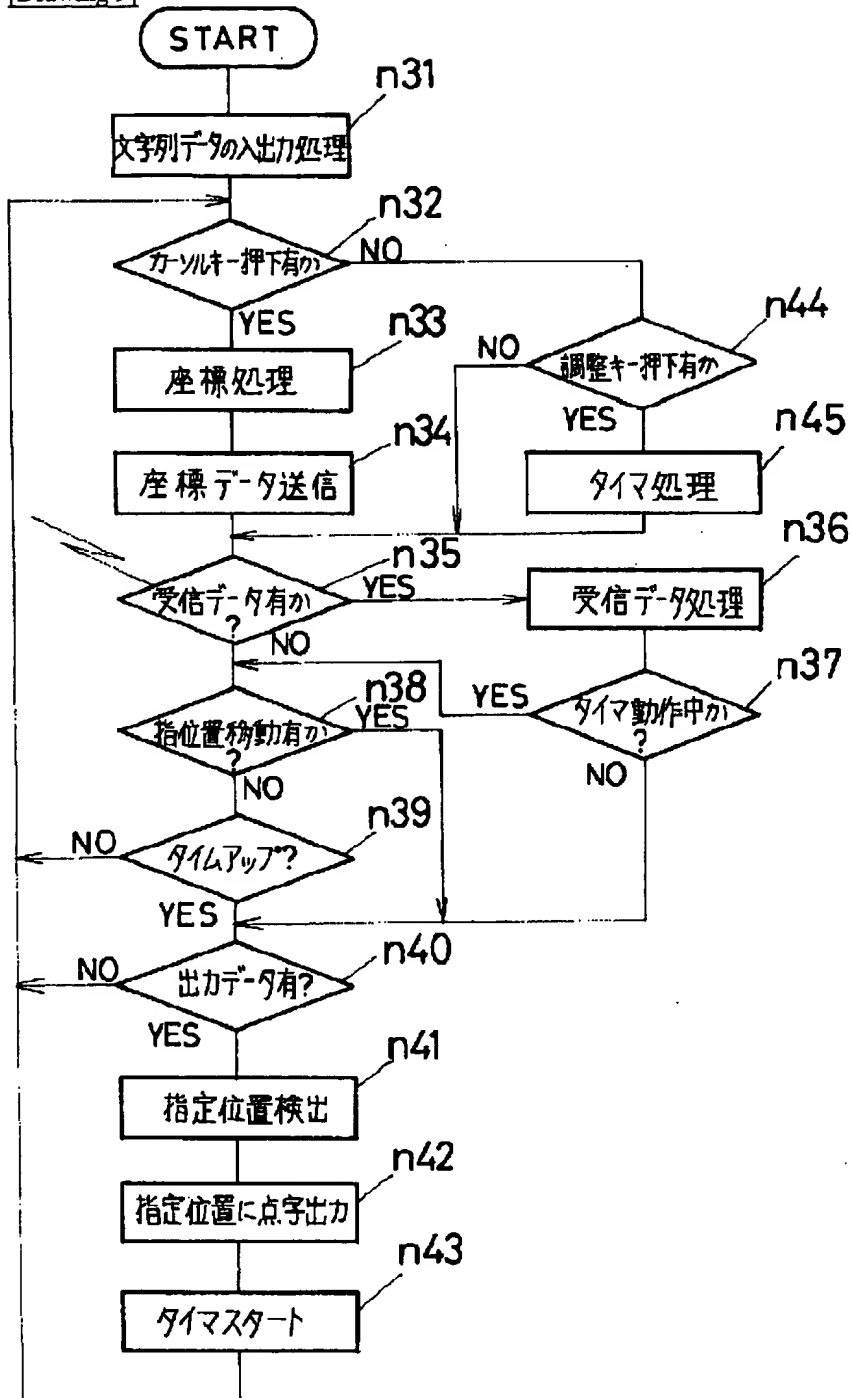 START
n31
文字列データの入出力処理
n32
カーソルキー押下有か
NO
YES
n33
座標処理
n44
NO
調整キー押下有か
YES
n34
座標データ送信
n45
タイマ処理
n35
受信データ有か
?
YES
NO
n36
受信データ処理
n37
YES
タイマ動作中か
?
NO
n38
指位置移動有か
?
YES
NO
n39
NO
タイムアップ?
YES
n40
NO
出力データ有?
YES
n41
指定位置検出
n42
指定位置に点字出力
n43
タイマスタート